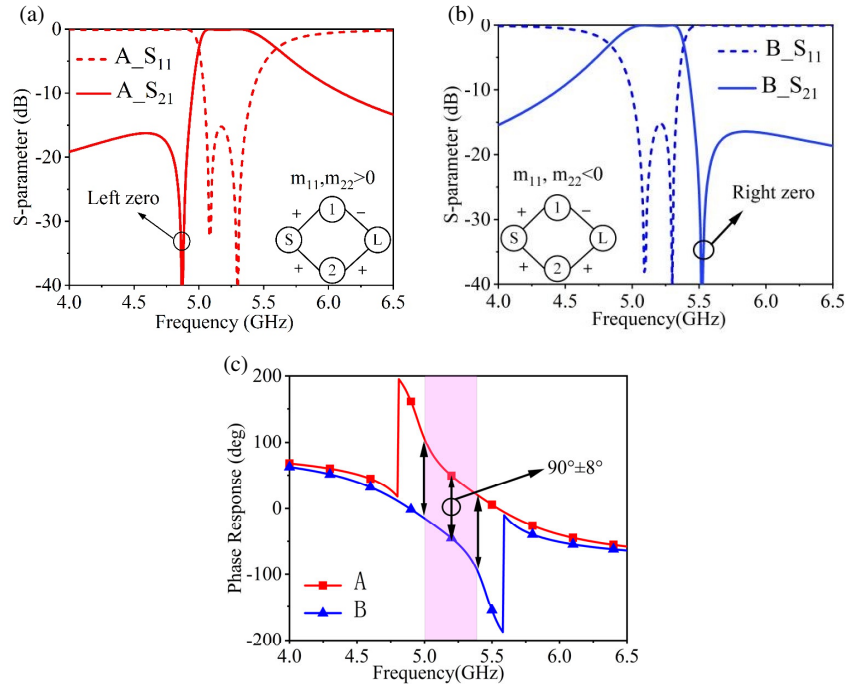 (a)
0
-10
-20
-30
-40
S-parameter (dB)
A_S11
A_S21
Left zero
m11,m22>0
1
+
−
S
L
+
+
2
4.0 4.5 5.0 5.5 6.0 6.5
Frequency (GHz)
(b)
0
-10
-20
-30
-40
S-parameter (dB)
B_S11
B_S21
Right zero
m11, m22<0
1
+
−
S
L
+
+
2
4.0 4.5 5.0 5.5 6.0 6.5
Frequency(GHz)
(c)
200
100
0
-100
-200
Phase Response (deg)
90°±8°
A
B
4.0 4.5 5.0 5.5 6.0 6.5
Frequency(GHz)